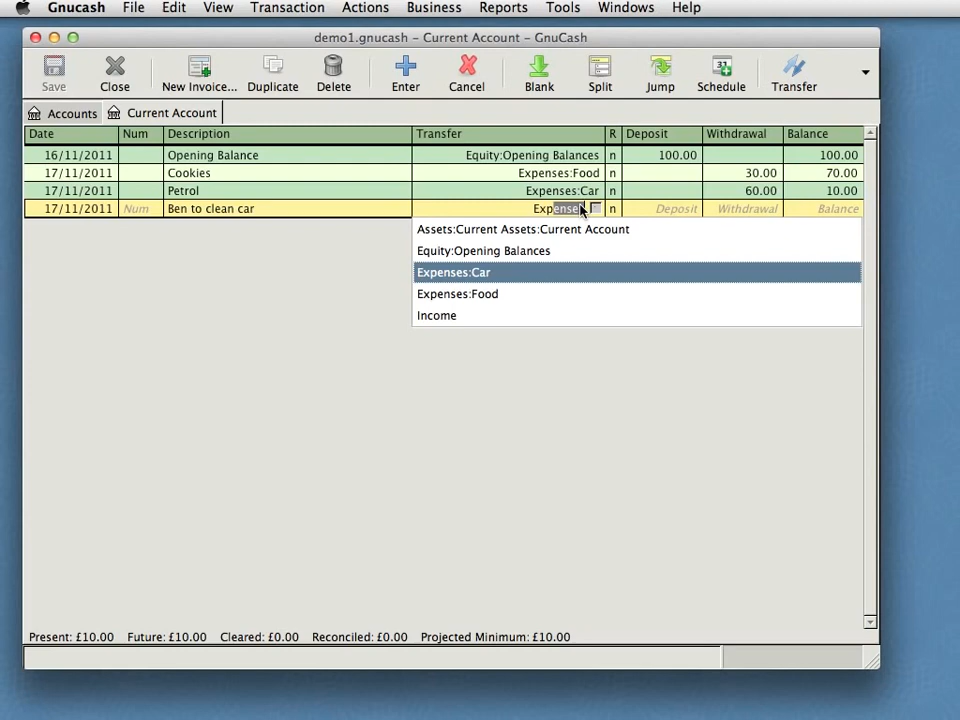 Gnucash File Edit View Transaction Actions Business Reports Tools Windows Help
demo1.gnucash - Current Account - GnuCash
Save Close New Invoice... Duplicate Delete Enter Cancel Blank Split Jump Schedule Transfer
Accounts Current Account
Date Num Description Transfer R Deposit Withdrawal Balance
16/11/2011 Opening Balance Equity:Opening Balances n 100.00 100.00
17/11/2011 Cookies Expenses:Food n 30.00 70.00
17/11/2011 Petrol Expenses:Car n 60.00 10.00
17/11/2011 Num Ben to clean car Expense n Deposit Withdrawal Balance
Assets:Current Assets:Current Account
Equity:Opening Balances
Expenses:Car
Expenses:Food
Income
Present: £10.00 Future: £10.00 Cleared: £0.00 Reconciled: £0.00 Projected Minimum: £10.00